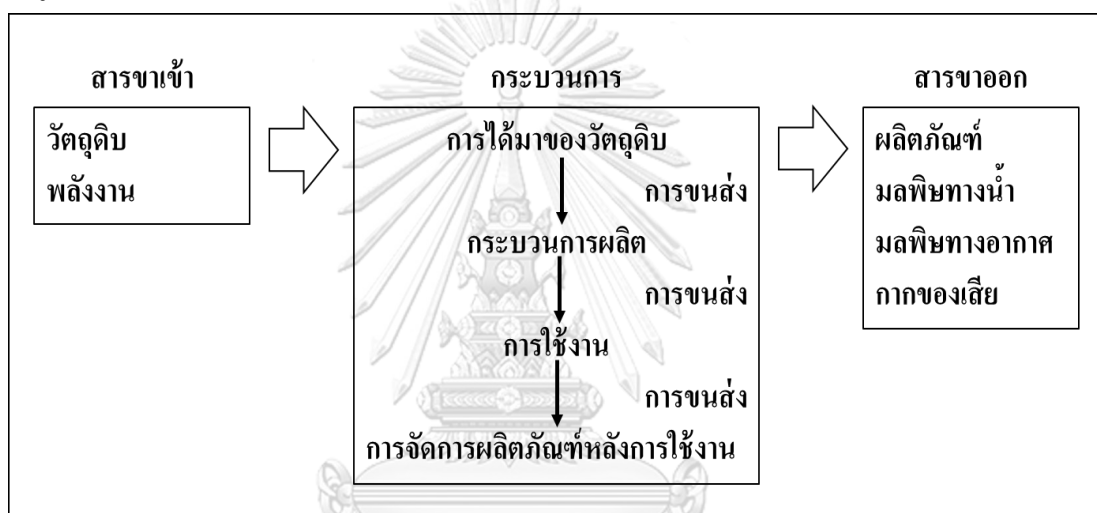 สารขาเข้า
วัตถุดิบ
พลังงาน
กระบวนการ
การได้มาของวัตถุดิบ
การขนส่ง
กระบวนการผลิต
การขนส่ง
การใช้งาน
การขนส่ง
การจัดการผลิตภัณฑ์หลังการใช้งาน
สารขาออก
ผลิตภัณฑ์
มลพิษทางน้ำ
มลพิษทางอากาศ
กากของเสีย